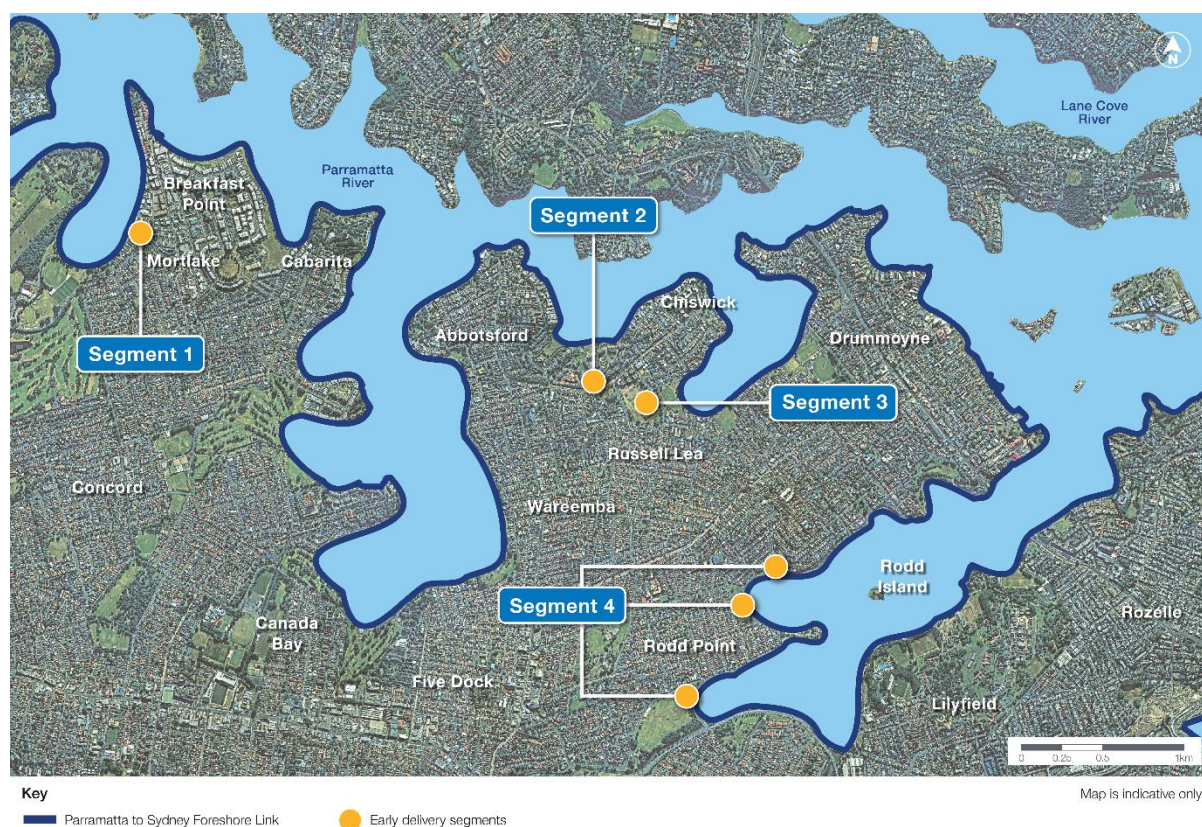 N
Lane Cove
River
Parramatta
River
Breakfast
Point
Segment 2
Mortlake
Cabarita
Chiswick
Abbotsford
Drummoyne
Segment 1
Segment 3
Russell Lea
Concord
Wareemba
Rodd
Island
Segment 4
Rozelle
Canada
Bay
Rodd Point
Five Dock
Lilyfield
0 0.25 0.5 1km
Key
Map is indicative only
Parramatta to Sydney Foreshore Link
Early delivery segments